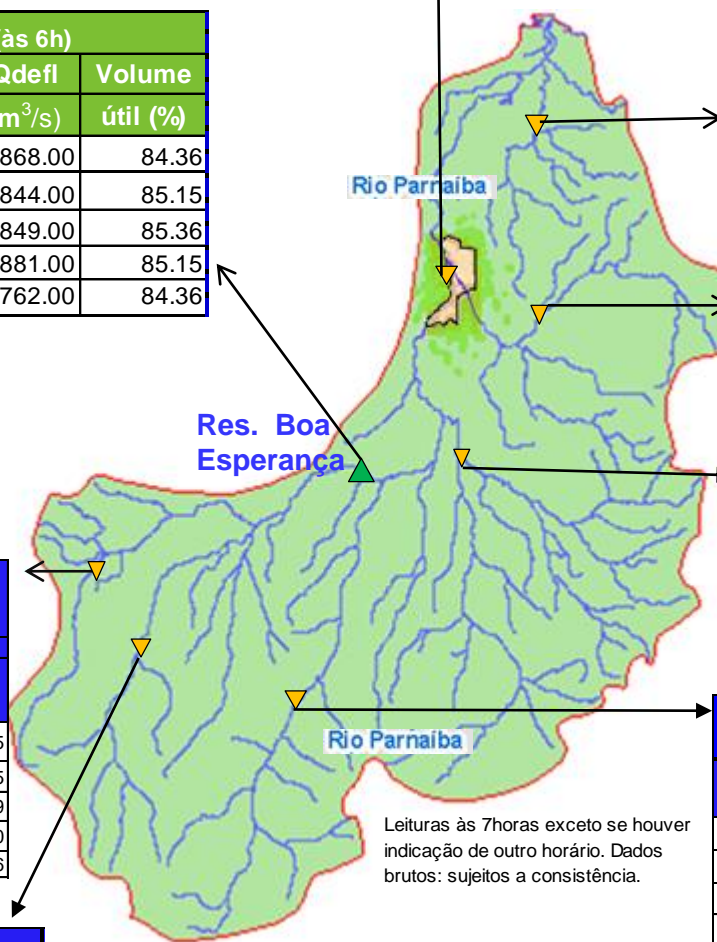 (às 6h)
Qdefl Volume
m³/s) útil (%)
868.00 84.36
844.00 85.15
849.00 85.36
881.00 85.15
762.00 84.36
Rio Parnaíba
Res. Boa
Esperança
Rio Parnaíba
Leituras às 7horas exceto se houver
indicação de outro horário. Dados
brutos: sujeitos a consistência.